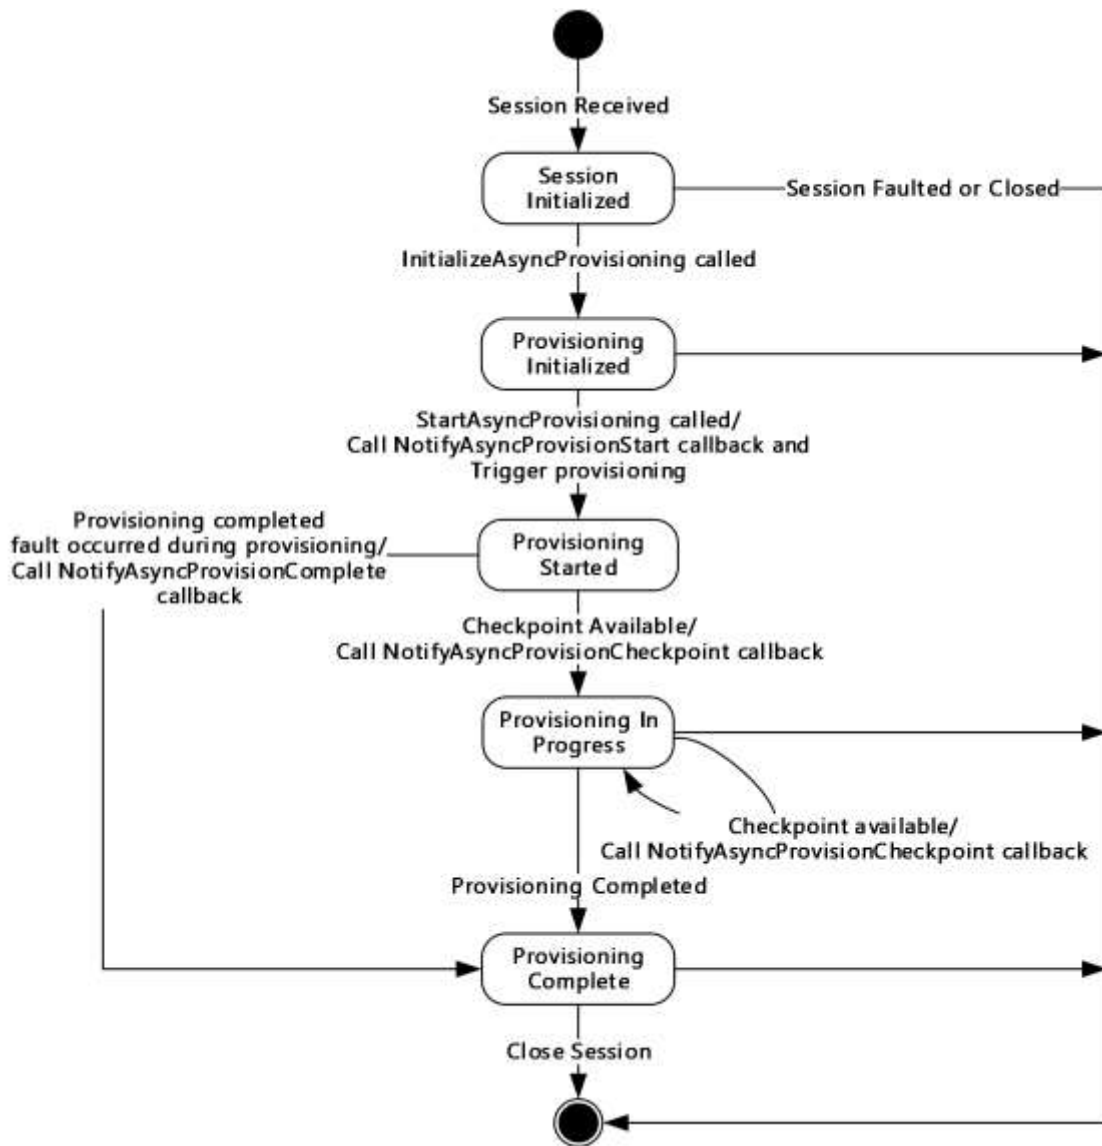 Session Received
Session
Initialized
Session Faulted or Closed
InitializeAsyncProvisioning called
Provisioning
Initialized
StartAsyncProvisioning called/
Call NotifyAsyncProvisionStart callback and
Trigger provisioning
Provisioning completed
fault occurred during provisioning/
Call NotifyAsyncProvisionComplete
callback
Provisioning
Started
Checkpoint Available/
Call NotifyAsyncProvisionCheckpoint callback
Provisioning In
Progress
Checkpoint available/
Call NotifyAsyncProvisionCheckpoint callback
Provisioning Completed
Provisioning
Complete
Close Session